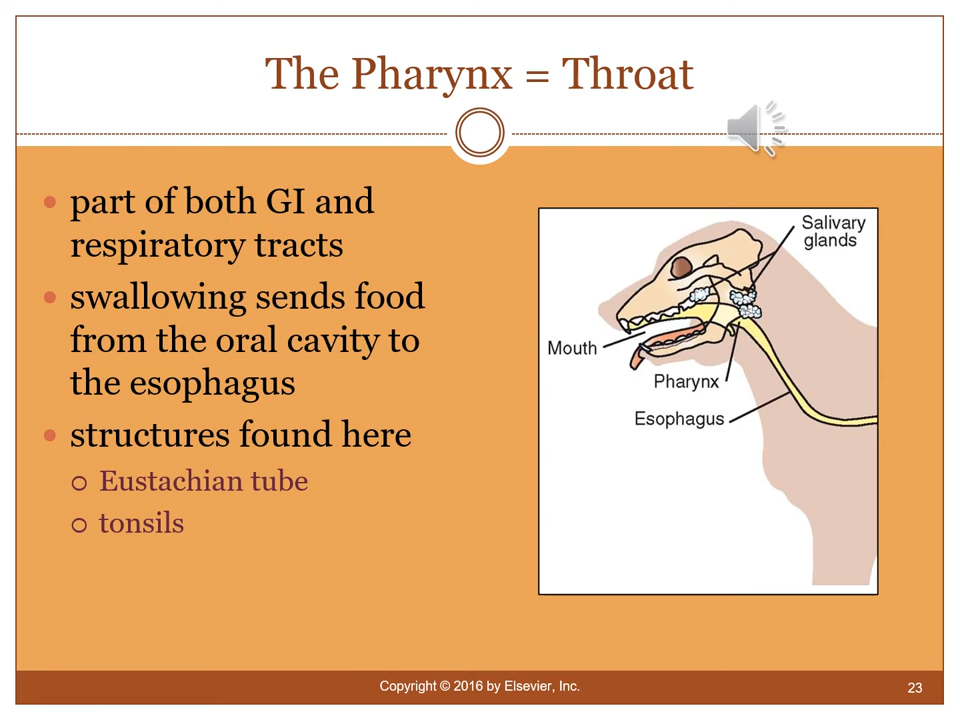 The Pharynx = Throat
part of both GI and
respiratory tracts
swallowing sends food
from the oral cavity to
the esophagus
structures found here
Eustachian tube
tonsils
Salivary
glands
Mouth
Pharynx
Esophagus
Copyright © 2016 by Elsevier, Inc.
23